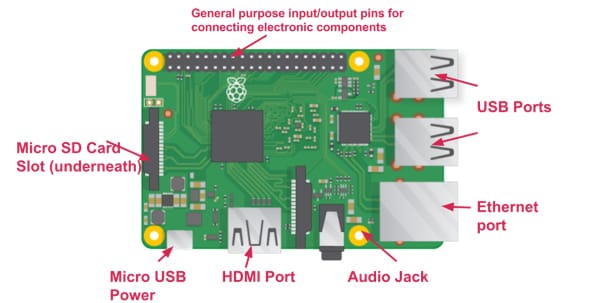 General purpose input/output pins for
connecting electronic components
USB Ports
Micro SD Card
Slot (underneath)
Ethernet
port
Micro USB
Power
HDMI Port
Audio Jack